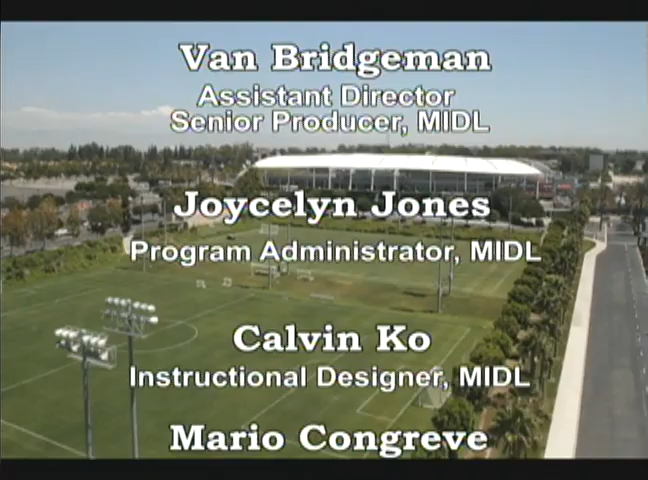 Van Bridgeman
Assistant Director
Senior Producer, MIDL
Joycelyn Jones
Program Administrator, MIDL
Calvin Ko
Instructional Designer, MIDL
Mario Congreve